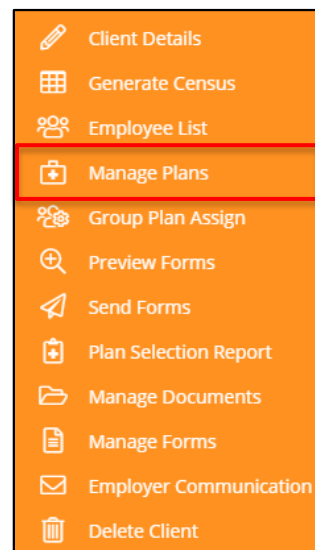 Client Details
Generate Census
Employee List
Manage Plans
Group Plan Assign
Preview Forms
Send Forms
Plan Selection Report
Manage Documents
Manage Forms
Employer Communication
Delete Client